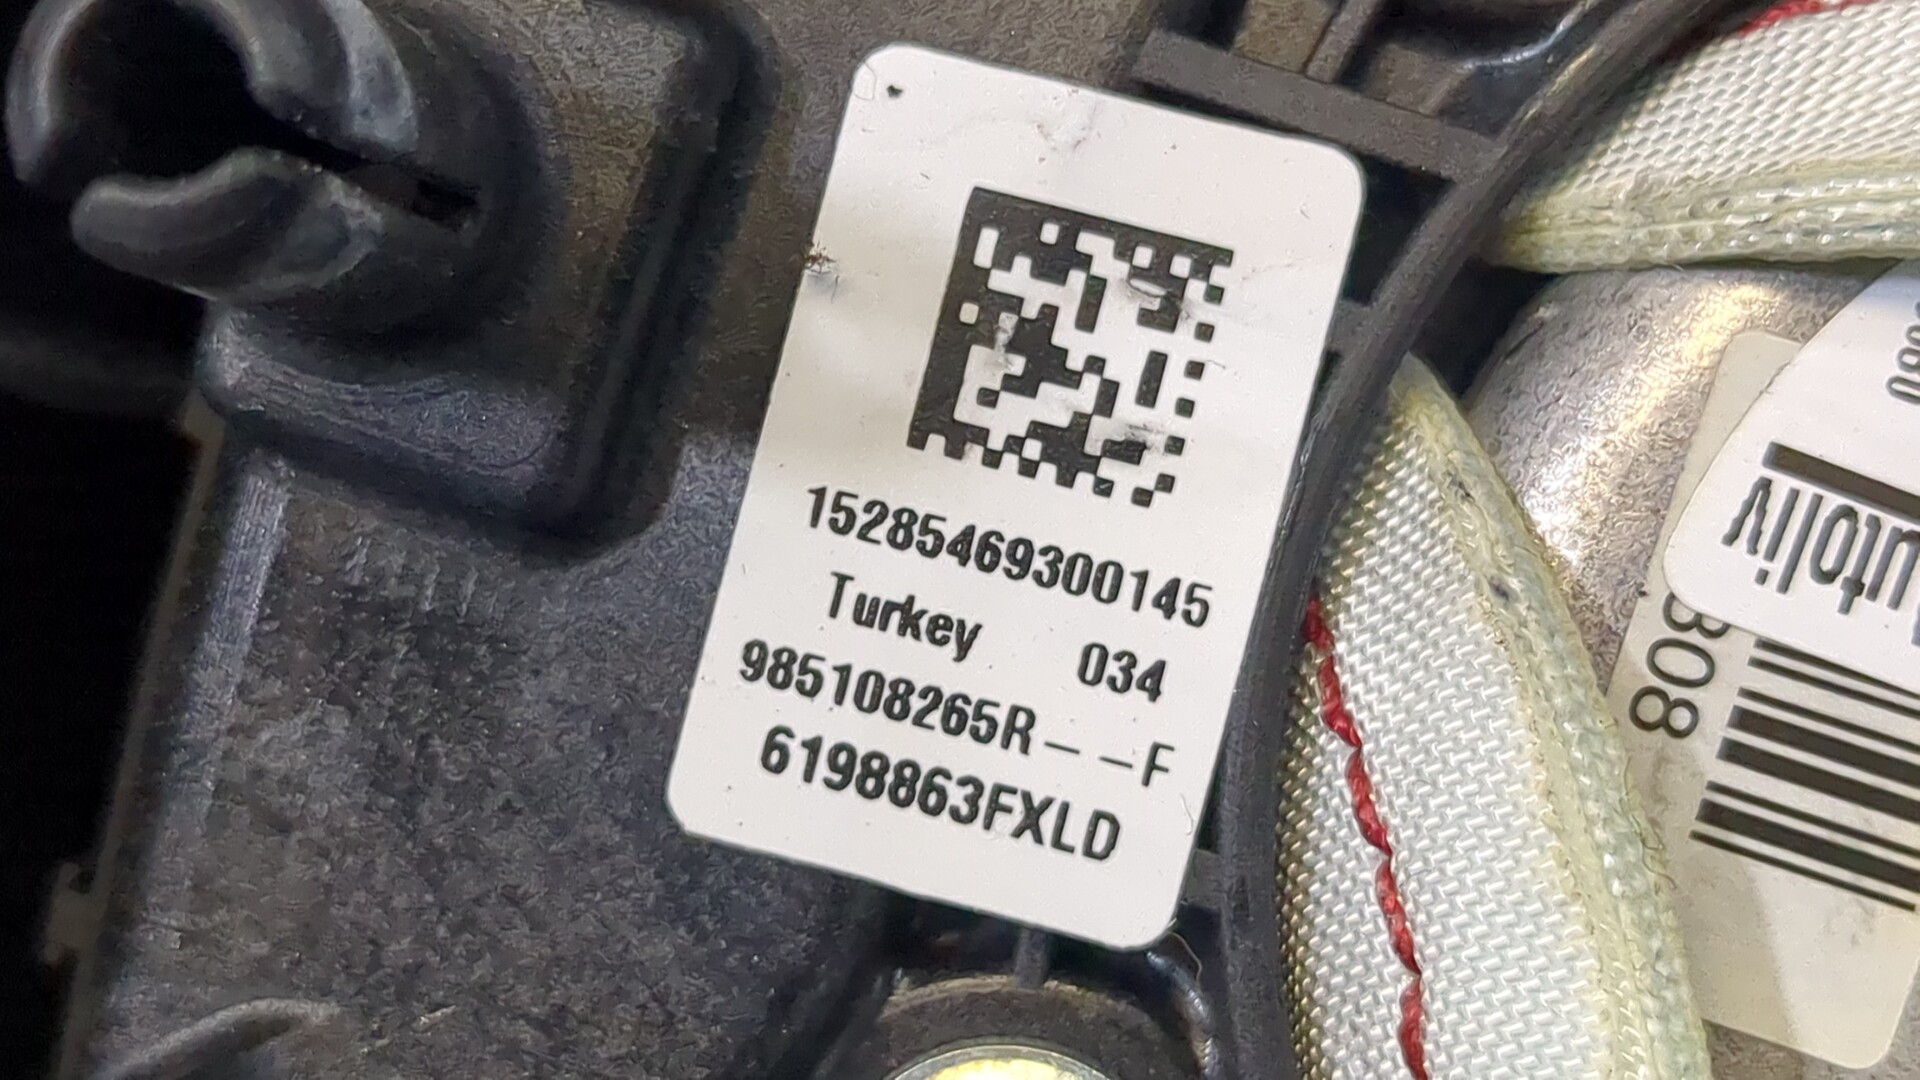 15285469300145
Turkey 034
985108265R--F
6198863FXLD
utoliv
308